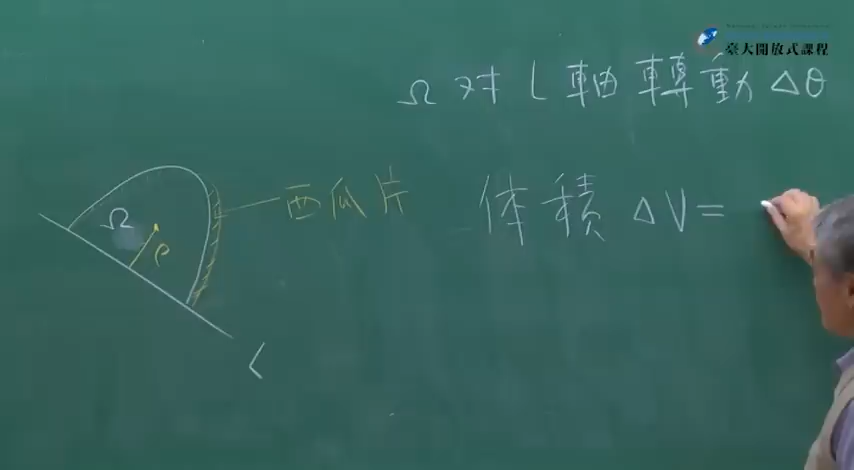 臺大開放式課程
Ω 对 L 軸 轉 動 Δθ
西瓜片
体積 ΔV =
Ω
ρ
L